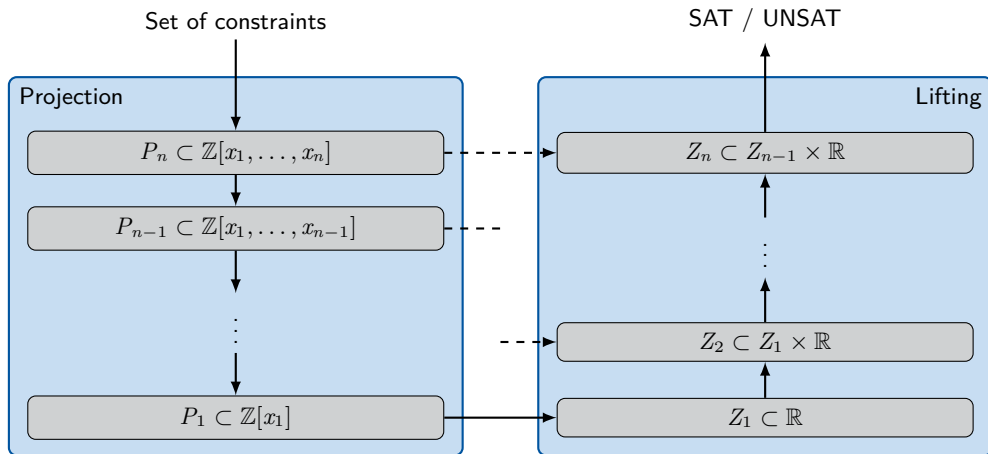 Set of constraints
SAT / UNSAT
Projection
P_n ⊂ ℤ[x_1, . . . , x_n]
P_{n−1} ⊂ ℤ[x_1, . . . , x_{n−1}]
⋮
P_1 ⊂ ℤ[x_1]
Lifting
Z_n ⊂ Z_{n−1} × ℝ
⋮
Z_2 ⊂ Z_1 × ℝ
Z_1 ⊂ ℝ